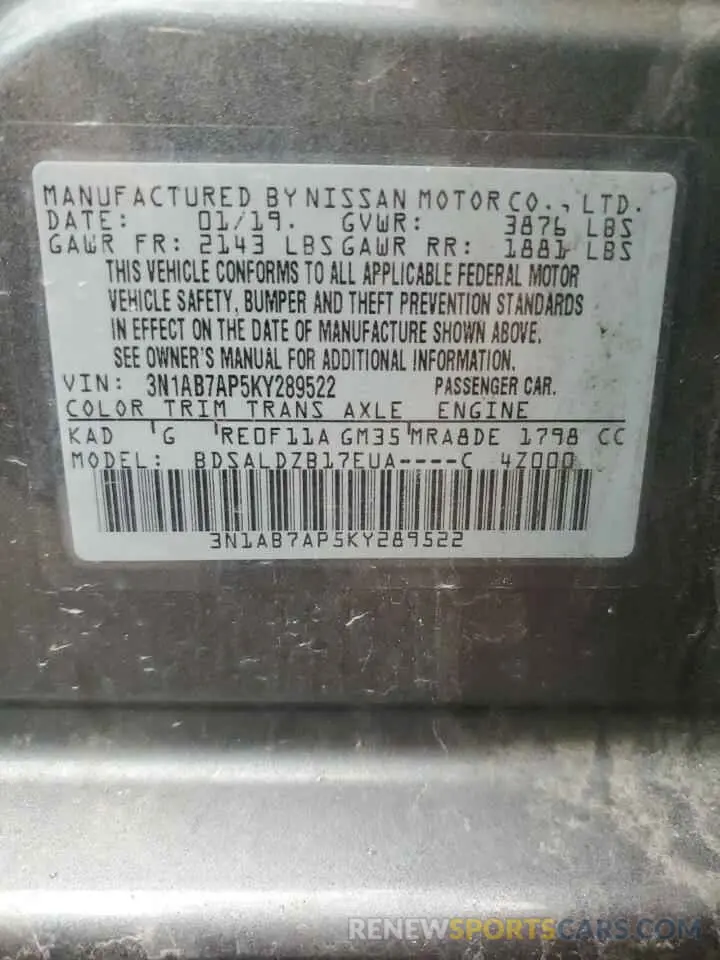 MANUFACTURED BY NISSAN MOTOR CO., LTD.
DATE: 01/19. GVWR: 3876 LBS
GAWR FR: 2143 LBS GAWR RR: 1881 LBS
THIS VEHICLE CONFORMS TO ALL APPLICABLE FEDERAL MOTOR
VEHICLE SAFETY, BUMPER AND THEFT PREVENTION STANDARDS
IN EFFECT ON THE DATE OF MANUFACTURE SHOWN ABOVE.
SEE OWNER'S MANUAL FOR ADDITIONAL INFORMATION.
VIN: 3N1AB7AP5KY289522 PASSENGER CAR.
COLOR TRIM TRANS AXLE ENGINE
KAD G RE0F11A GM35 MRA8DE 1798 CC
MODEL: BDSALDZB17EUA----C 4Z000
3N1AB7AP5KY289522
RENEWSPORTSCARS.COM